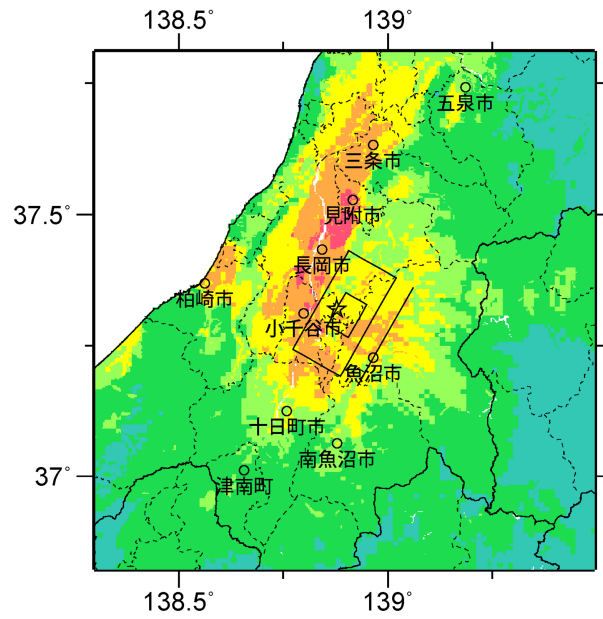 138.5° 139°
五泉市
三条市
37.5°
見附市
長岡市
柏崎市
小千谷市
魚沼市
十日町市
南魚沼市
37°
津南町
138.5° 139°